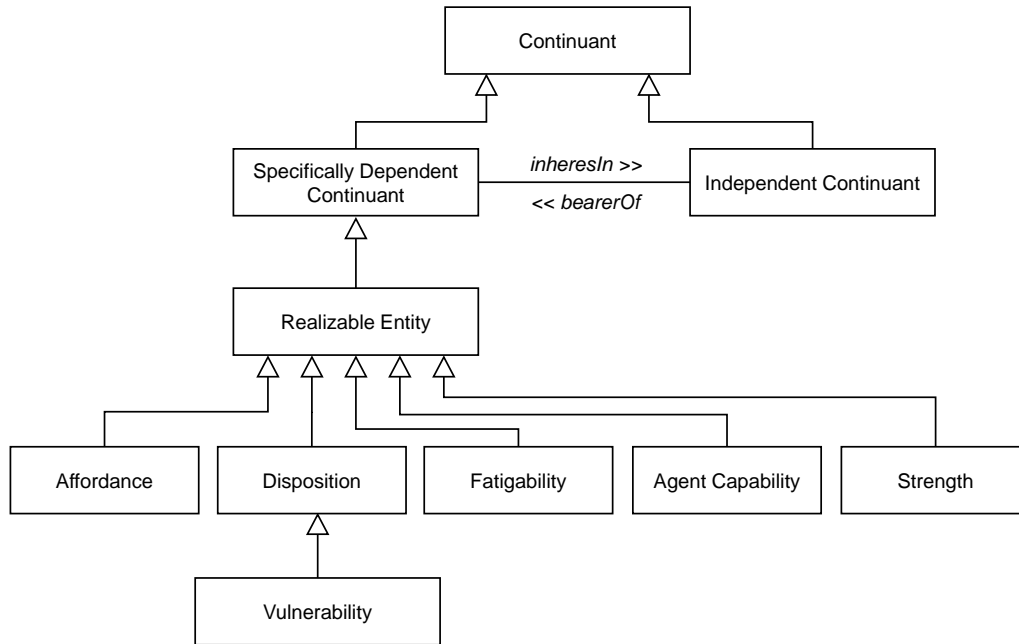 Continuant
Specifically Dependent
Continuant
inheresIn >>
<< bearerOf
Independent Continuant
Realizable Entity
Affordance
Disposition
Fatigability
Agent Capability
Strength
Vulnerability